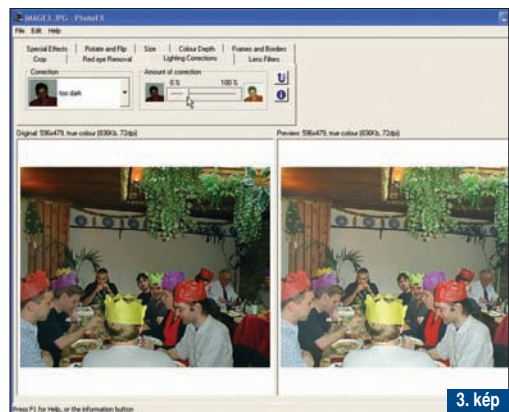 IMAGE3.JPG - PhotoFX
File Edit Help
Special Effects Rotate and Flip Size Colour Depth Frames and Borders
Crop Red eye Removal Lighting Corrections Lens Filters
Correction Amount of correction
0% 100%
too dark
Original: 596x479, true colour (836Kb, 72dpi) Preview: 596x479, true colour (836Kb, 72dpi)
Press F1 for Help, or the information button
3. kép